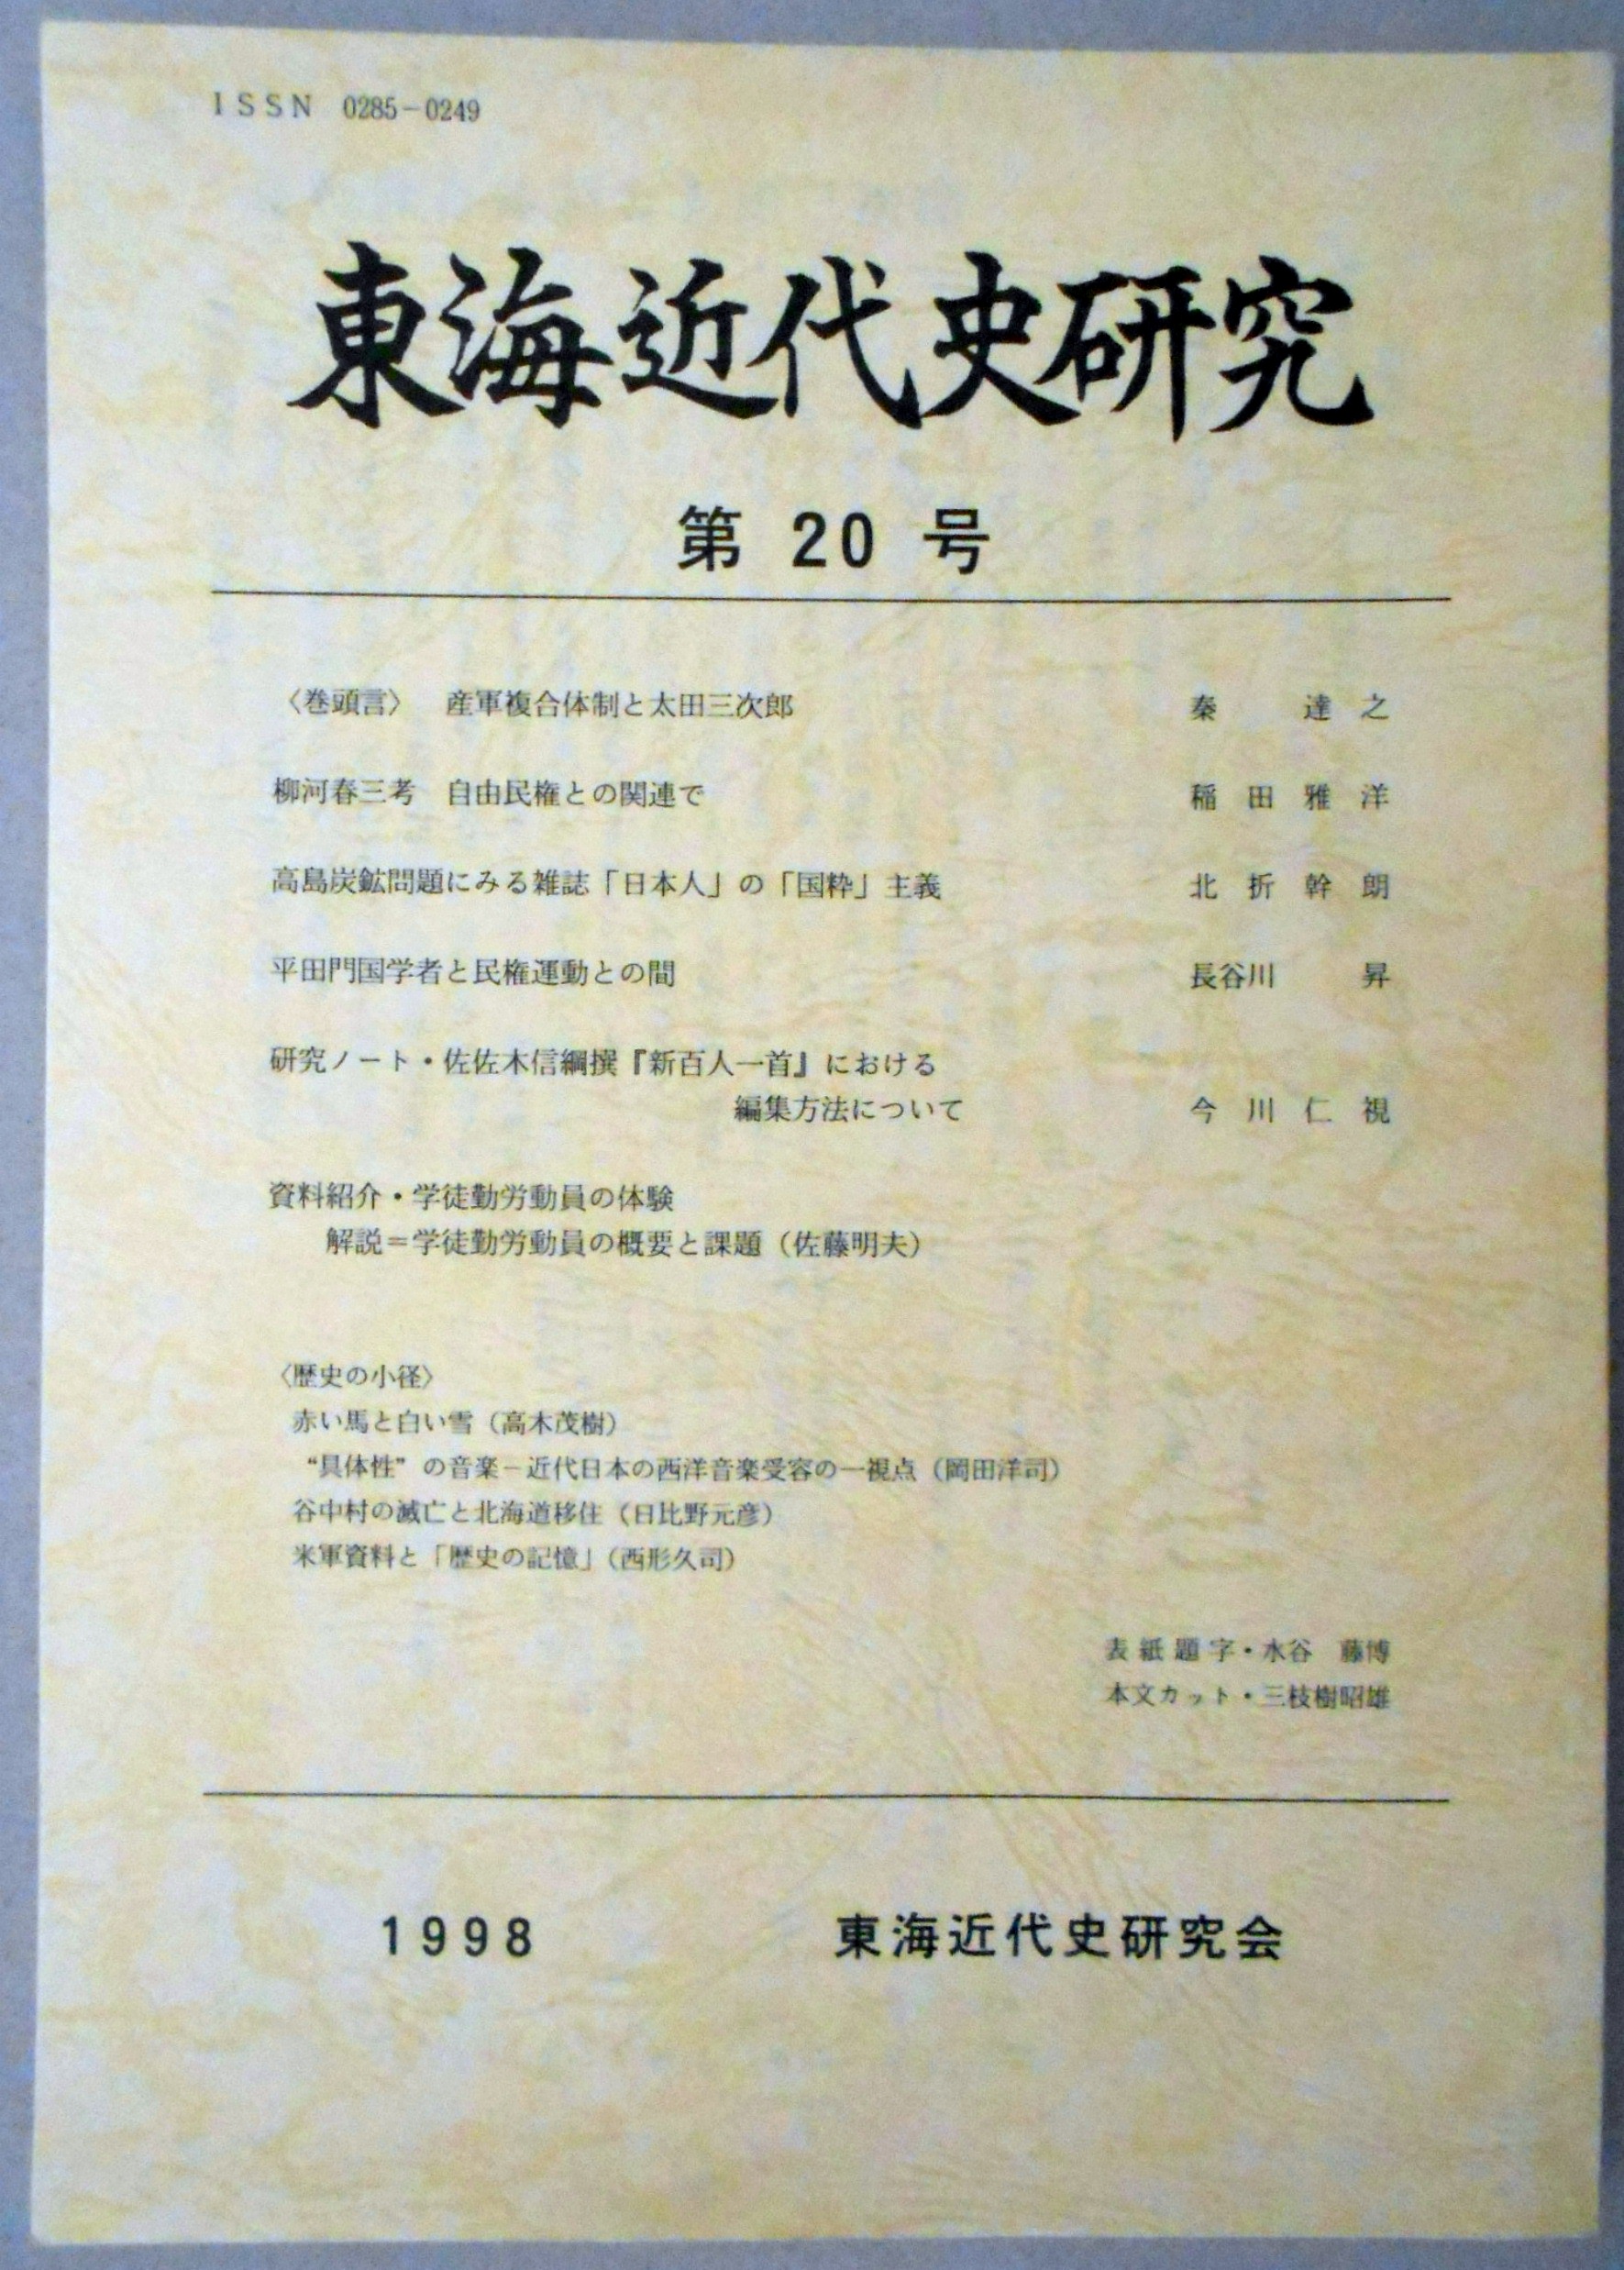 ISSN 0285-0249
東海近代史研究
第 20 号
〈巻頭言〉 産軍複合体制と太田三次郎 秦 達之
柳河春三考 自由民権との関連で 稲田雅洋
高島炭鉱問題にみる雑誌「日本人」の「国粋」主義 北折幹朗
平田門国学者と民権運動との間 長谷川 昇
研究ノート・佐佐木信綱撰『新百人一首』における
編集方法について 今川仁視
資料紹介・学徒勤労動員の体験
解説＝学徒勤労動員の概要と課題（佐藤明夫）
〈歴史の小径〉
赤い馬と白い雪（高木茂樹）
“具体性”の音楽－近代日本の西洋音楽受容の一視点（岡田洋司）
谷中村の滅亡と北海道移住（日比野元彦）
米軍資料と「歴史の記憶」（西形久司）
表紙題字・水谷 藤博
本文カット・三枝樹昭雄
1998 東海近代史研究会